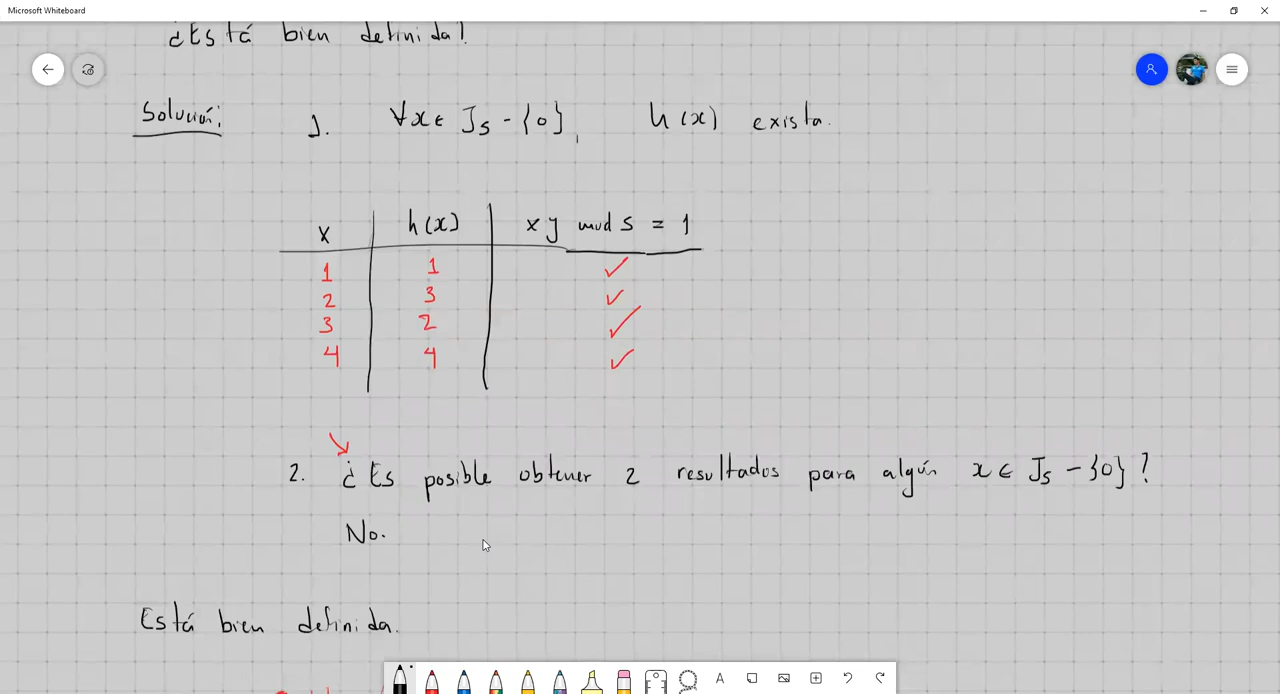 Microsoft Whiteboard
¿Está bien definida?
Solución: 1. ∀x ∈ J5 - {0}, h(x) exista.
x h(x) x y mod 5 = 1
1 1 ✓
2 3 ✓
3 2 ✓
4 4 ✓
2. ¿Es posible obtener 2 resultados para algún x ∈ J5 - {0}?
No.
Está bien definida.
A